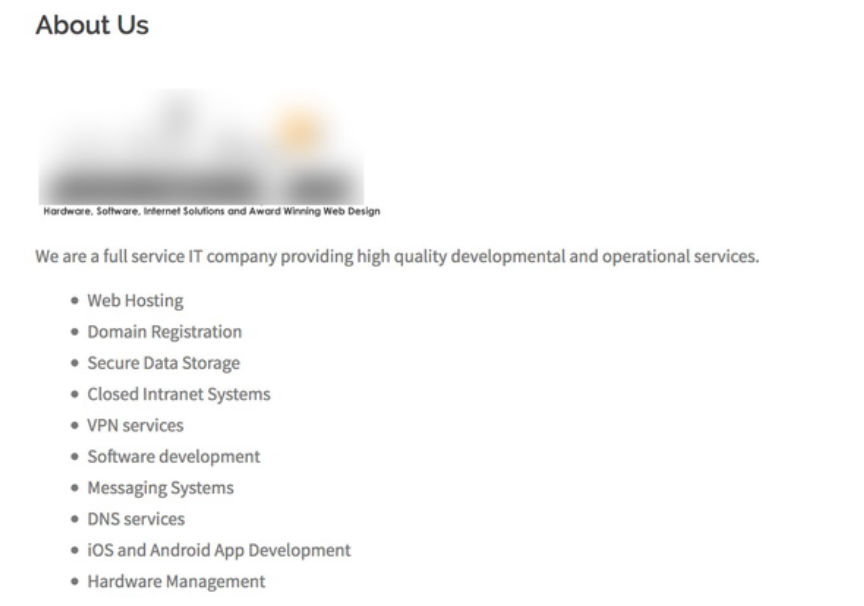 About Us
Hardware, Software, Internet Solutions and Award Winning Web Design
We are a full service IT company providing high quality developmental and operational services.
• Web Hosting
• Domain Registration
• Secure Data Storage
• Closed Intranet Systems
• VPN services
• Software development
• Messaging Systems
• DNS services
• iOS and Android App Development
• Hardware Management